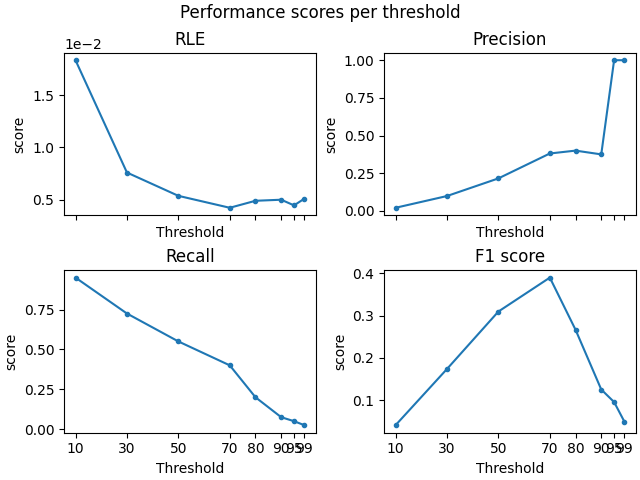 Performance scores per threshold
RLE
1e−2
score
1.5
1.0
0.5
Threshold
Precision
score
1.00
0.75
0.50
0.25
0.00
Threshold
Recall
score
0.75
0.50
0.25
0.00
10 30 50 70 80 90 95 99
Threshold
F1 score
score
0.4
0.3
0.2
0.1
10 30 50 70 80 90 95 99
Threshold